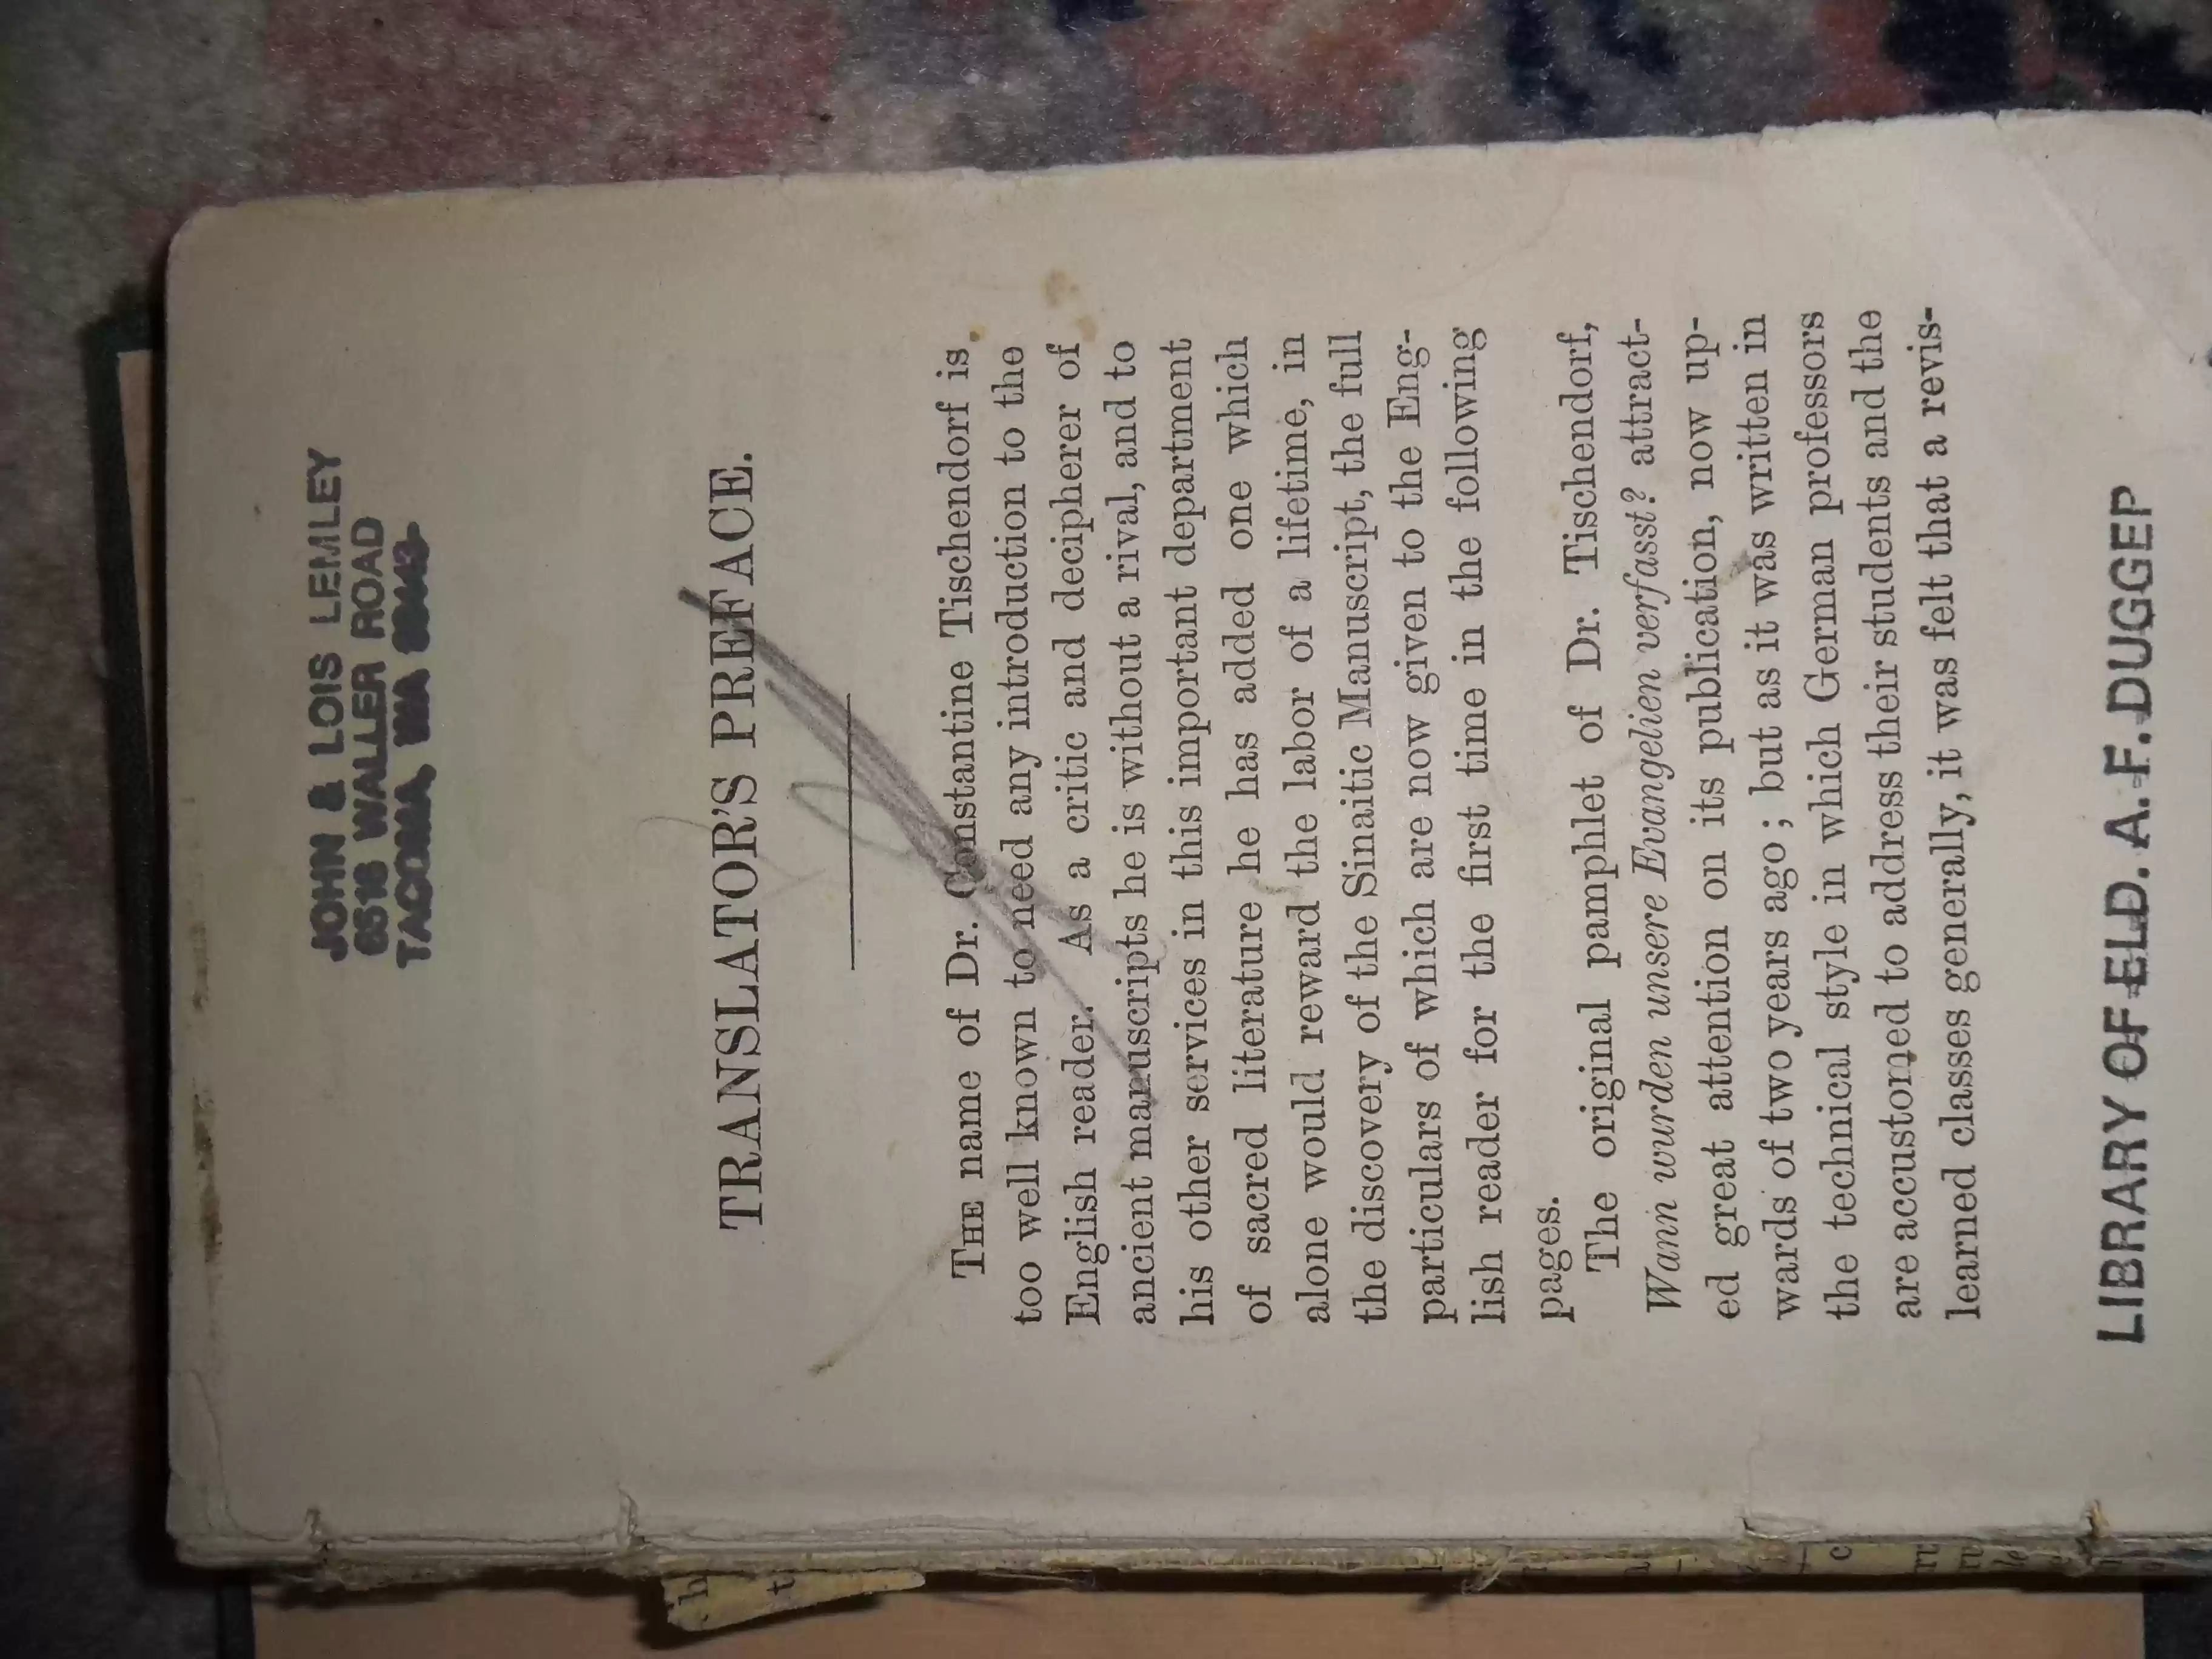 JOHN & LOIS LEMLEY
6516 WALLER ROAD
TACOMA, WA
TRANSLATOR'S PREFACE.
THE name of Dr. Constantine Tischendorf is
too well known to need any introduction to the
English reader. As a critic and decipherer of
ancient manuscripts he is without a rival, and to
his other services in this important department
of sacred literature he has added one which
alone would reward the labor of a lifetime, in
the discovery of the Sinaitic Manuscript, the full
particulars of which are now given to the Eng-
lish reader for the first time in the following
pages.
The original pamphlet of Dr. Tischendorf,
Wann wurden unsere Evangelien verfasst? attract-
ed great attention on its publication, now up-
wards of two years ago; but as it was written in
the technical style in which German professors
are accustomed to address their students and the
learned classes generally, it was felt that a revis-
LIBRARY OF ELD. A. F. DUGGEP